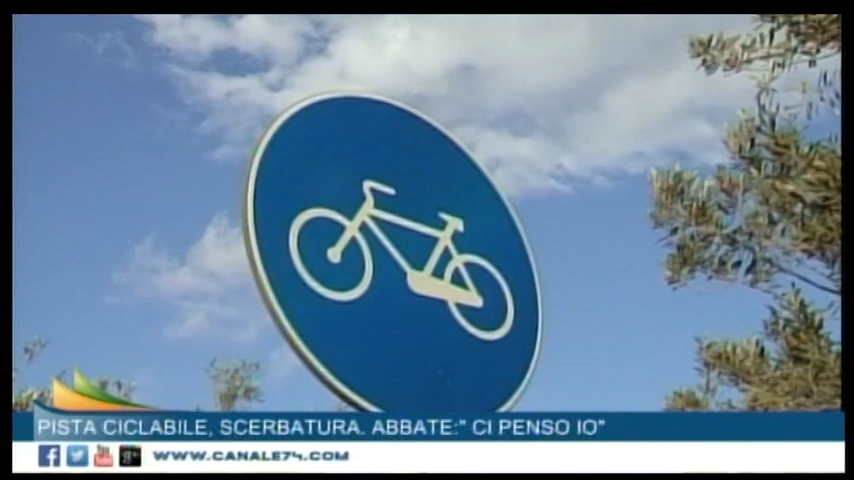 PISTA CICLABILE, SCERBATURA. ABBATE:" CI PENSO IO"
WWW.CANALE74.COM